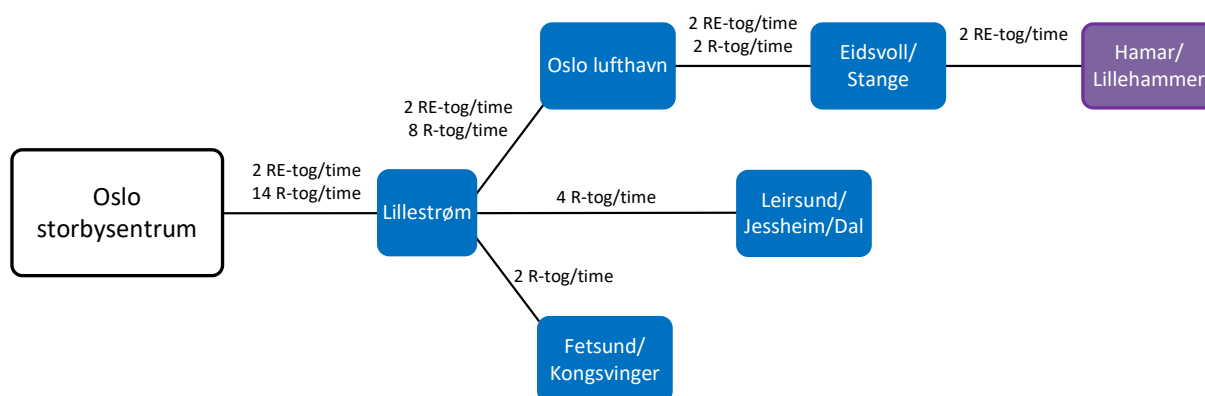 2 RE-tog/time
2 R-tog/time
2 RE-tog/time
Oslo lufthavn
Eidsvoll/
Stange
Hamar/
Lillehammer
2 RE-tog/time
8 R-tog/time
2 RE-tog/time
14 R-tog/time
Oslo
storbysentrum
Lillestrøm
4 R-tog/time
Leirsund/
Jessheim/Dal
2 R-tog/time
Fetsund/
Kongsvinger